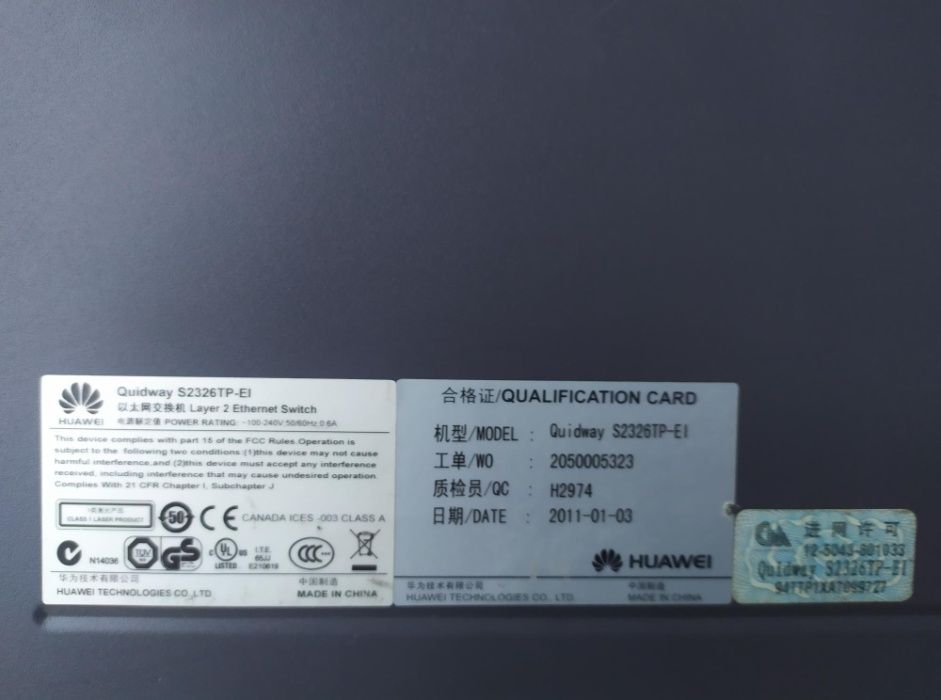 HUAWEI
Quidway S2326TP-EI
以太网交换机 Layer 2 Ethernet Switch
电源额定值 POWER RATING: ~100-240V;50/60Hz;0.6A
This device complies with part 15 of the FCC Rules.Operation is
subject to the following two conditions:(1)this device may not cause
harmful interference,and (2)this device must accept any interference
received, including interference that may cause undesired operation.
Complies With 21 CFR Chapter I, Subchapter J
CLASS 1 LASER PRODUCT
50
CE
CANADA ICES -003 CLASS A
N14036
TUV
GS
c UL us
LISTED
I.T.E.
65JJ
E210619
CCC
华为技术有限公司
中国制造
HUAWEI TECHNOLOGIES CO.,LTD
MADE IN CHINA
合格证/QUALIFICATION CARD
机型/MODEL : Quidway S2326TP-EI
工单/WO : 2050005323
质检员/QC : H2974
日期/DATE : 2011-01-03
HUAWEI
华为技术有限公司
中国制造
HUAWEI TECHNOLOGIES CO., LTD.
MADE IN CHINA
进网许可
Quidway S2326TP-EI